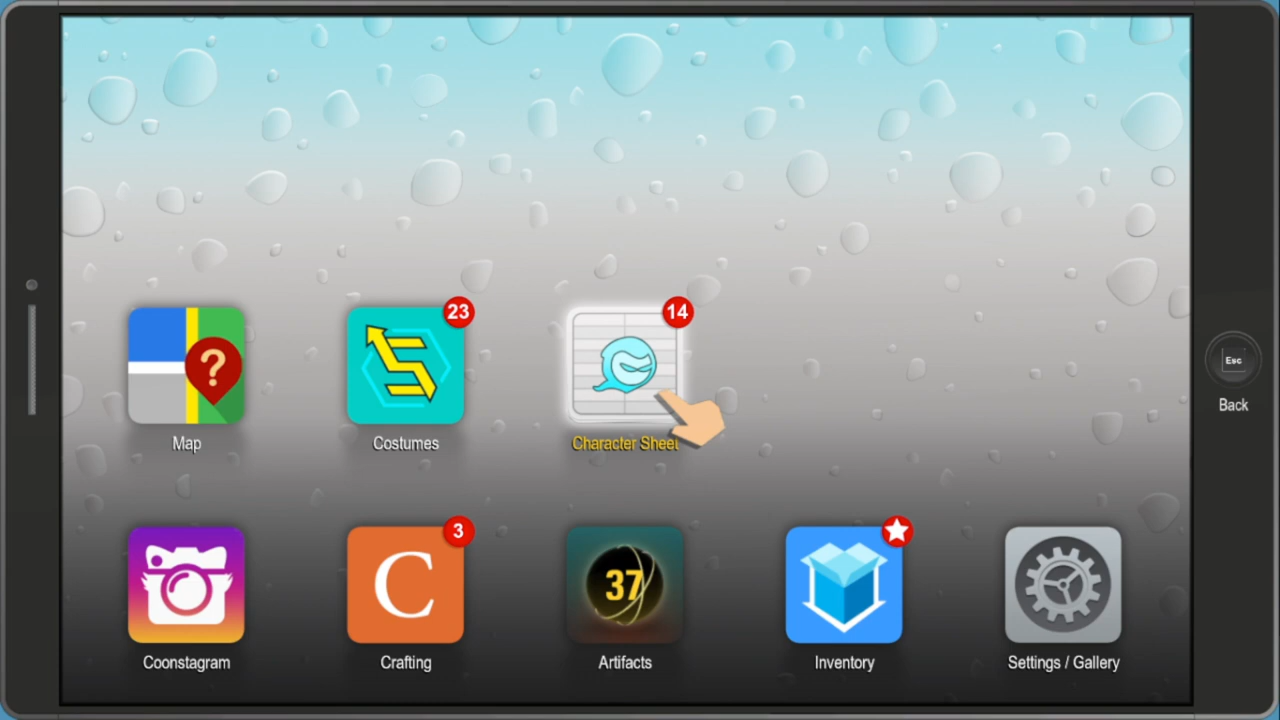 23
14
?
Map
Costumes
Character Sheet
Esc
Back
3
C
37
Coonstagram
Crafting
Artifacts
Inventory
Settings / Gallery